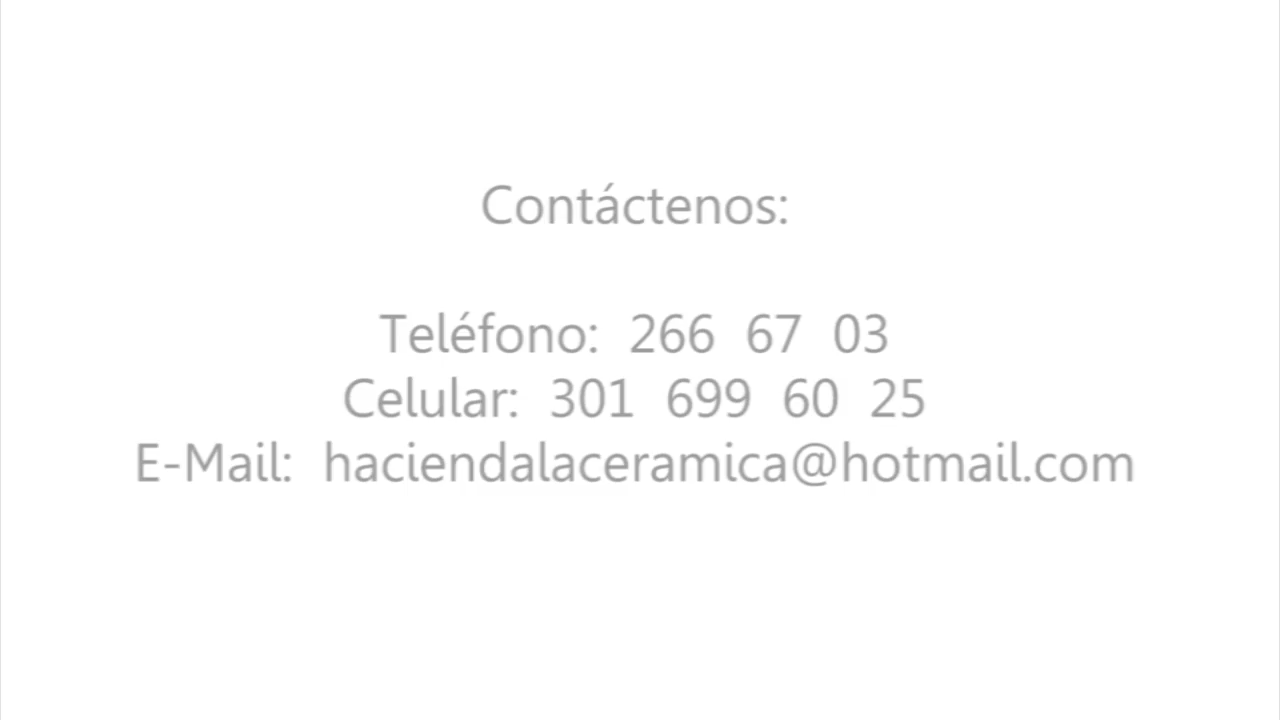 Contáctenos:
Teléfono: 266 67 03
Celular: 301 699 60 25
E-Mail: haciendalaceramica@hotmail.com